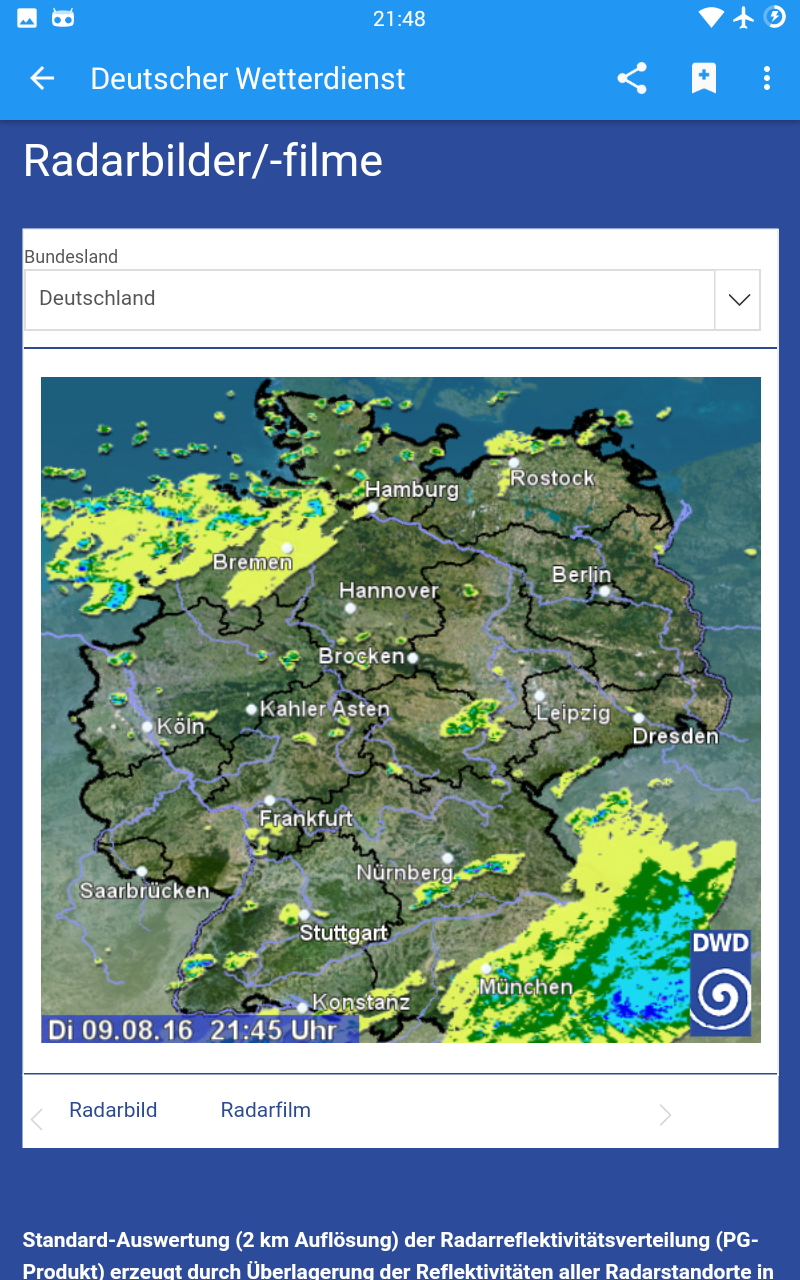 21:48
Deutscher Wetterdienst
Radarbilder/-filme
Bundesland
Deutschland
Hamburg
Rostock
Bremen
Berlin
Hannover
Brocken
Kahler Asten
Köln
Leipzig
Dresden
Frankfurt
Nürnberg
Saarbrücken
Stuttgart
DWD
München
Konstanz
Di 09.08.16 21:45 Uhr
Radarbild Radarfilm
Standard-Auswertung (2 km Auflösung) der Radarreflektivitätsverteilung (PG-
Produkt) erzeugt durch Überlagerung der Reflektivitäten aller Radarstandorte in